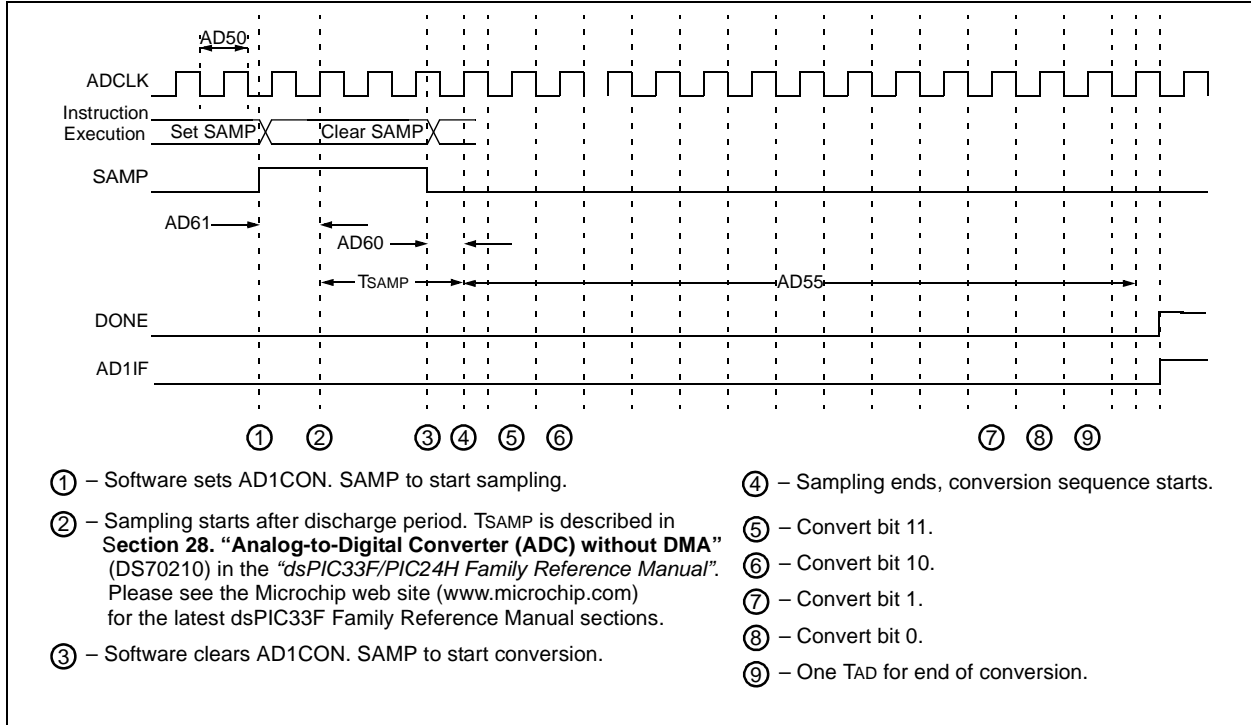 AD50
ADCLK
Instruction
Execution
Set SAMP
Clear SAMP
SAMP
AD61
AD60
TSAMP
AD55
DONE
AD1IF
1 2 3 4 5 6 7 8 9
1 – Software sets AD1CON. SAMP to start sampling.
2 – Sampling starts after discharge period. TSAMP is described in
Section 28. “Analog-to-Digital Converter (ADC) without DMA”
(DS70210) in the “dsPIC33F/PIC24H Family Reference Manual”.
Please see the Microchip web site (www.microchip.com)
for the latest dsPIC33F Family Reference Manual sections.
3 – Software clears AD1CON. SAMP to start conversion.
4 – Sampling ends, conversion sequence starts.
5 – Convert bit 11.
6 – Convert bit 10.
7 – Convert bit 1.
8 – Convert bit 0.
9 – One TAD for end of conversion.